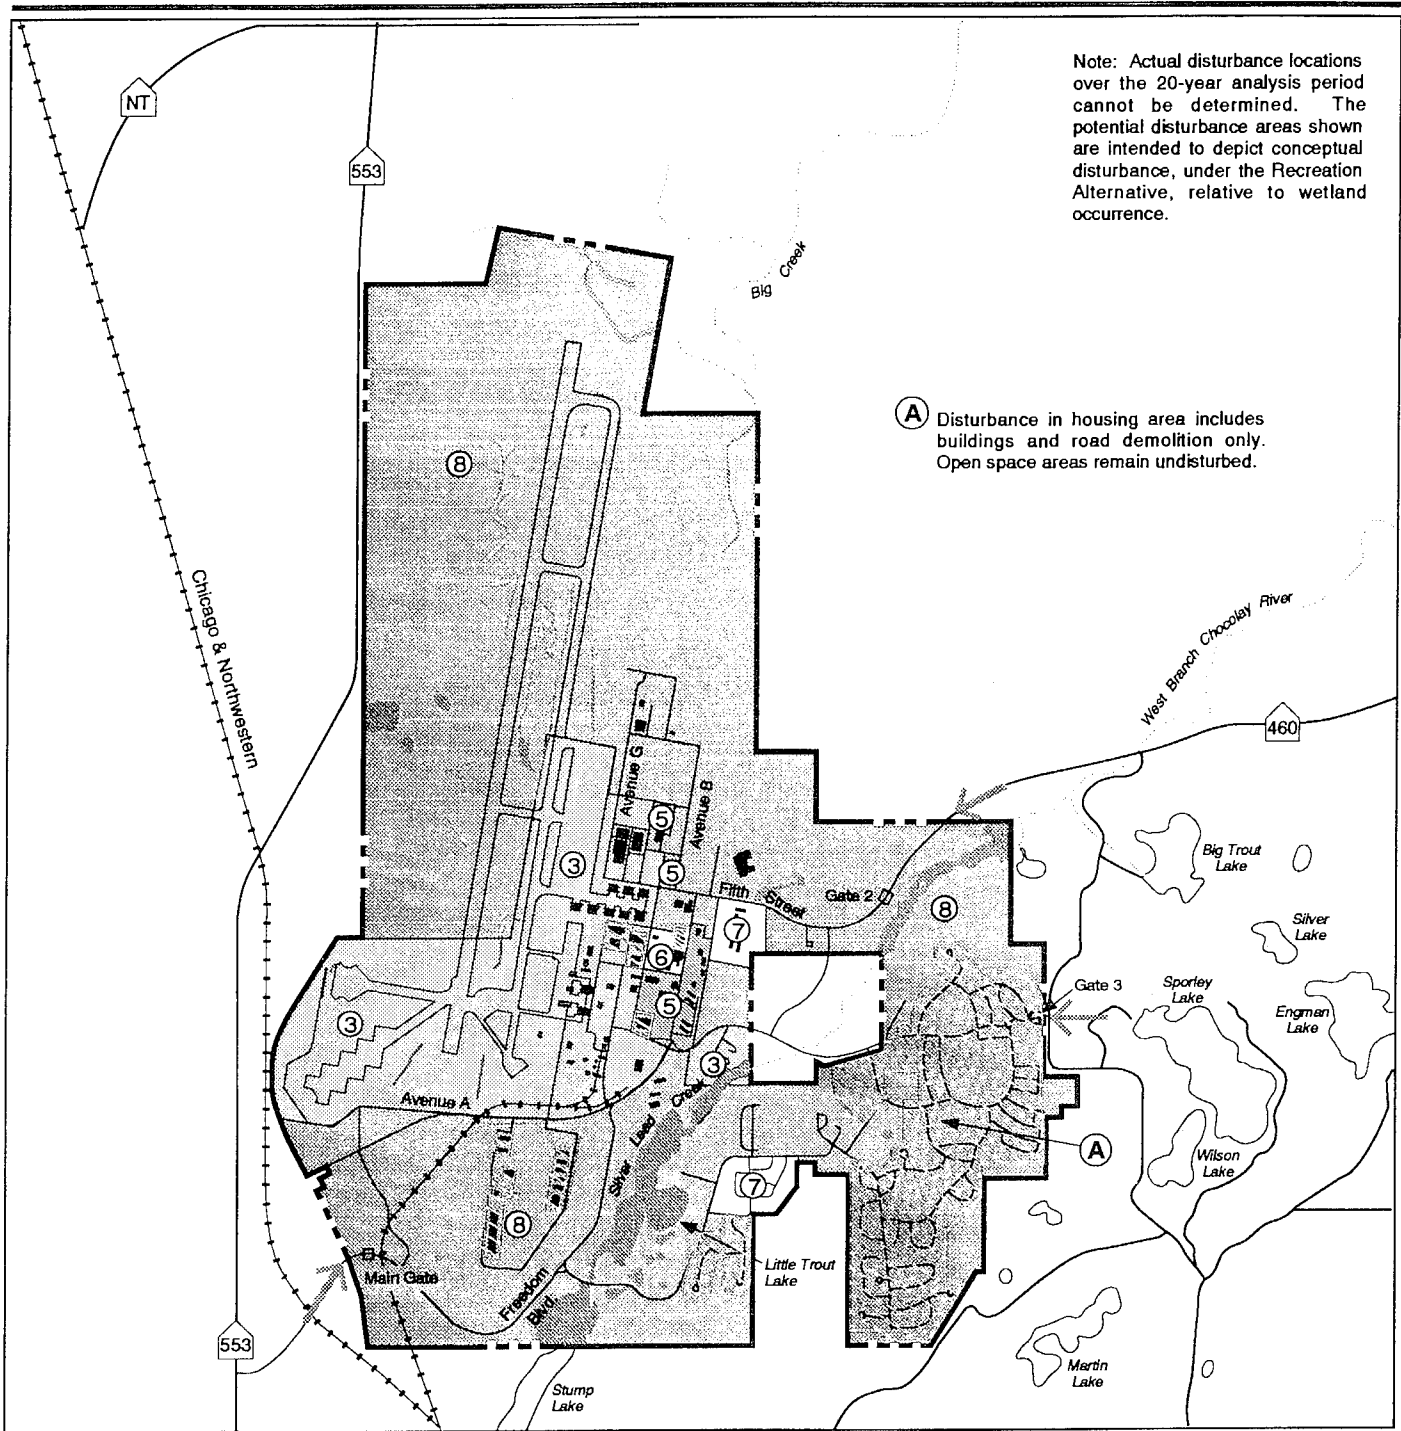 Note: Actual disturbance locations
over the 20-year analysis period
cannot be determined. The
potential disturbance areas shown
are intended to depict conceptual
disturbance, under the Recreation
Alternative, relative to wetland
occurrence.
NT
553
Big Creek
A Disturbance in housing area includes
buildings and road demolition only.
Open space areas remain undisturbed.
8
Chicago & Northwestern
West Branch Chocolay River
460
Avenue G
Avenue B
5
3
5
Fifth Street
Gate 2
8
7
6
5
Big Trout
Lake
Silver
Lake
Gate 3
Sporley
Lake
Engman
Lake
3
3
Avenue A
Silver Lead Creek
A
Wilson
Lake
7
8
Main Gate
Freedom
Blvd.
Little Trout
Lake
553
Stump
Lake
Martin
Lake